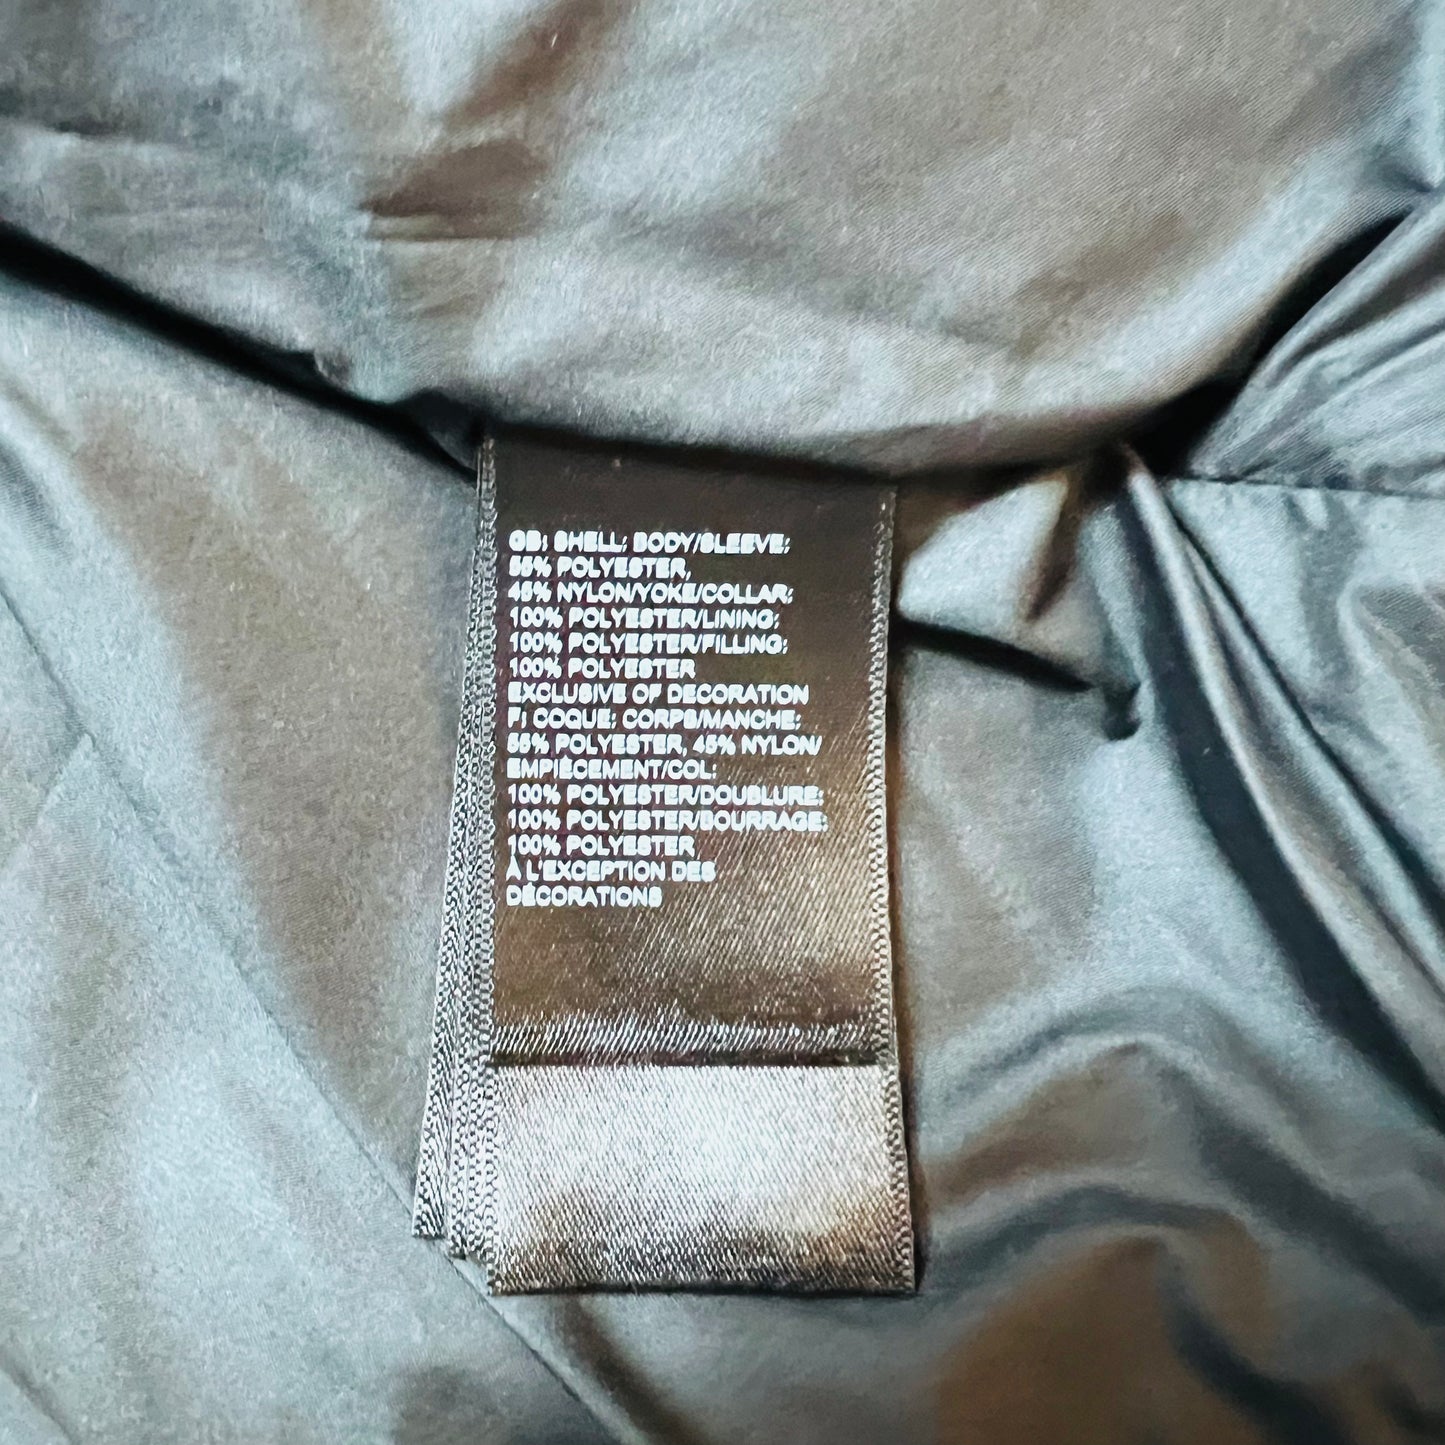 GB: SHELL: BODY/SLEEVE:
55% POLYESTER,
45% NYLON/YOKE/COLLAR:
100% POLYESTER/LINING:
100% POLYESTER/FILLING:
100% POLYESTER
EXCLUSIVE OF DECORATION
F: COQUE: CORPS/MANCHE:
55% POLYESTER, 45% NYLON/
EMPIÈCEMENT/COL:
100% POLYESTER/DOUBLURE:
100% POLYESTER/BOURRAGE:
100% POLYESTER,
À L'EXCEPTION DES
DÉCORATIONS